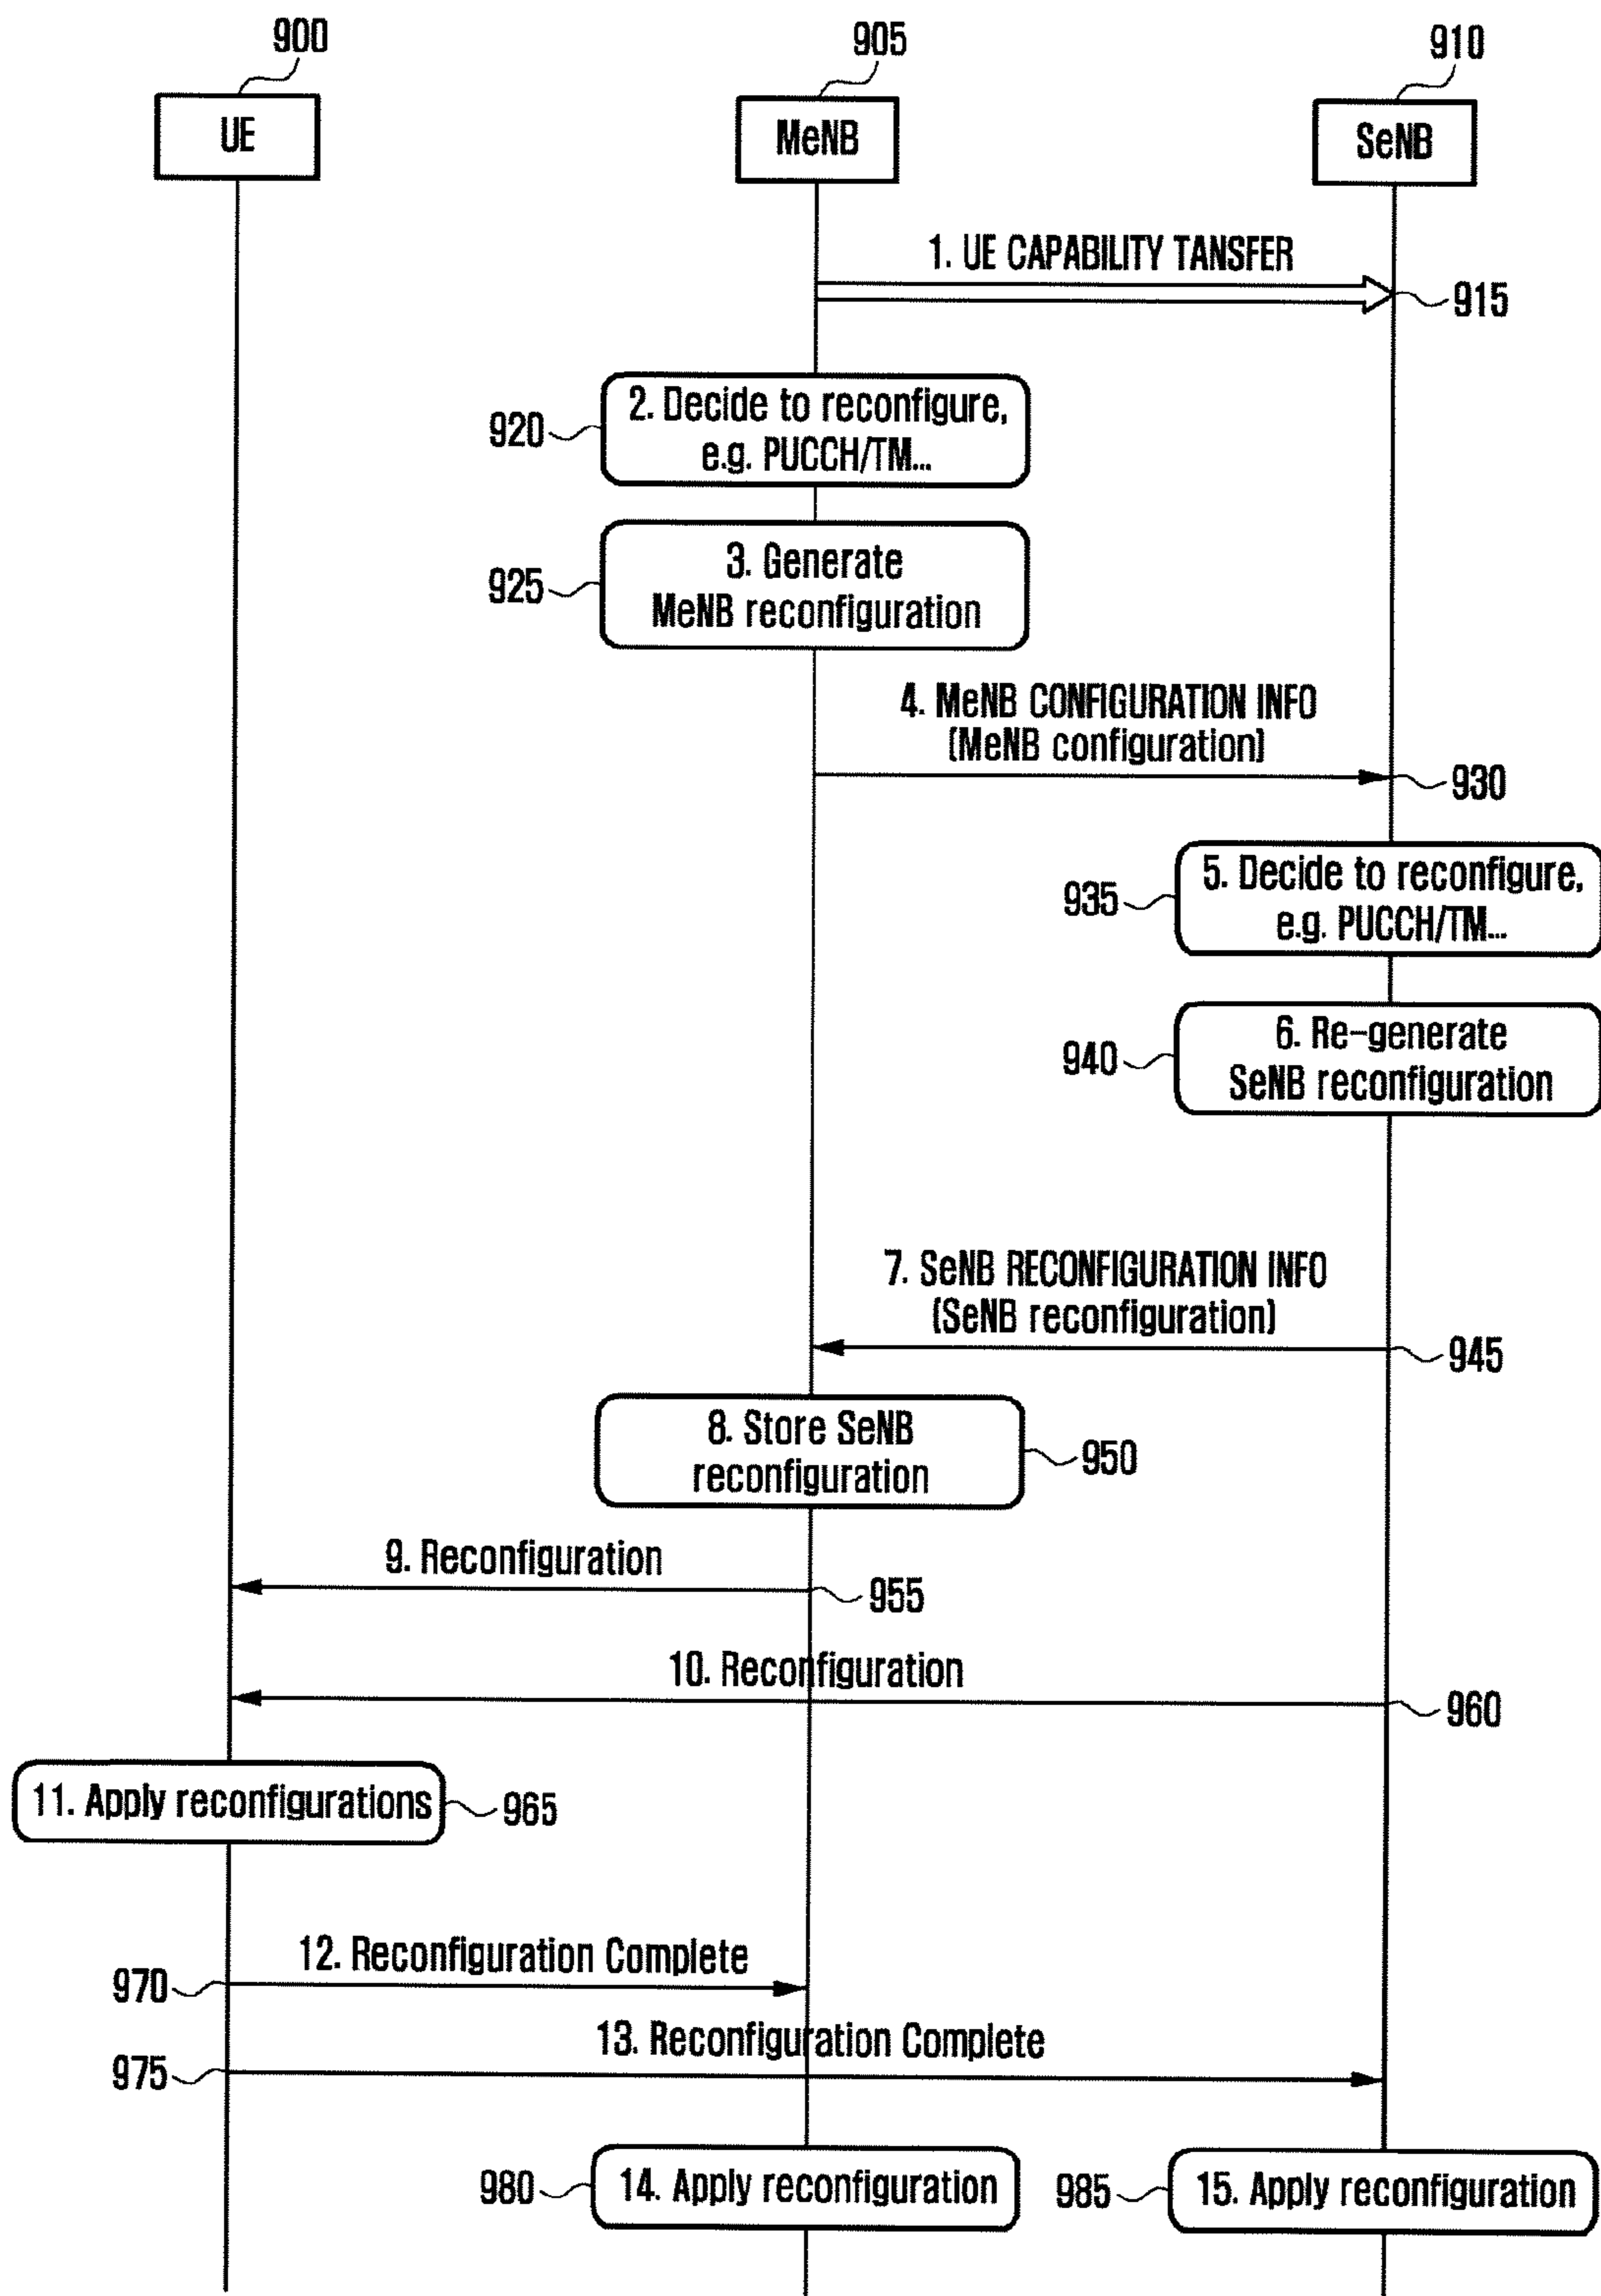 900
905
910
UE
MeNB
SeNB
1. UE CAPABILITY TANSFER
915
2. Decide to reconfigure,
e.g. PUCCH/TM...
920
3. Generate
MeNB reconfiguration
925
4. MeNB CONFIGURATION INFO
(MeNB configuration)
930
5. Decide to reconfigure,
e.g. PUCCH/TM...
935
6. Re-generate
SeNB reconfiguration
940
7. SeNB RECONFIGURATION INFO
(SeNB reconfiguration)
945
8. Store SeNB
reconfiguration
950
9. Reconfiguration
955
10. Reconfiguration
960
11. Apply reconfigurations
965
12. Reconfiguration Complete
970
13. Reconfiguration Complete
975
980
14. Apply reconfiguration
985
15. Apply reconfiguration